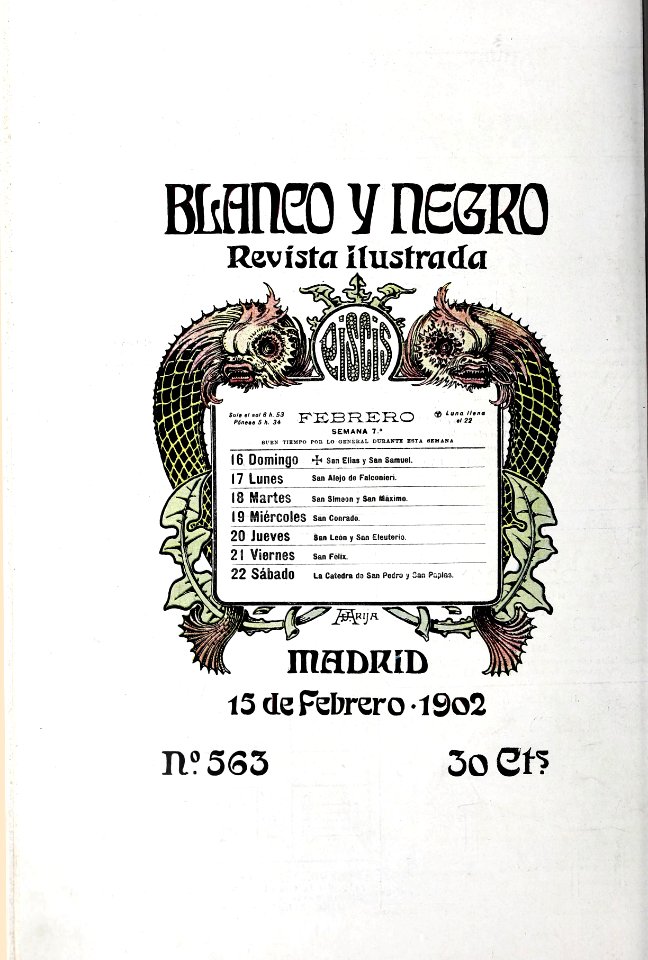 BLANCO Y NEGRO
Revista ilustrada
Piscis
Sale el sol 6 h. 53
Pónese 5 h. 34
FEBRERO
Luna llena
el 22
SEMANA 7.ª
BUEN TIEMPO POR LO GENERAL DURANTE ESTA SEMANA
16 Domingo ✢ San Elías y San Samuel.
17 Lunes San Alejo de Falconieri.
18 Martes San Simeon y San Máximo.
19 Miércoles San Conrado.
20 Jueves San León y San Eleuterio.
21 Viernes San Félix.
22 Sábado La Catedra de San Pedro y San Papías.
ARIJA
MADRID
15 de Febrero · 1902
N.º 563
30 Cts